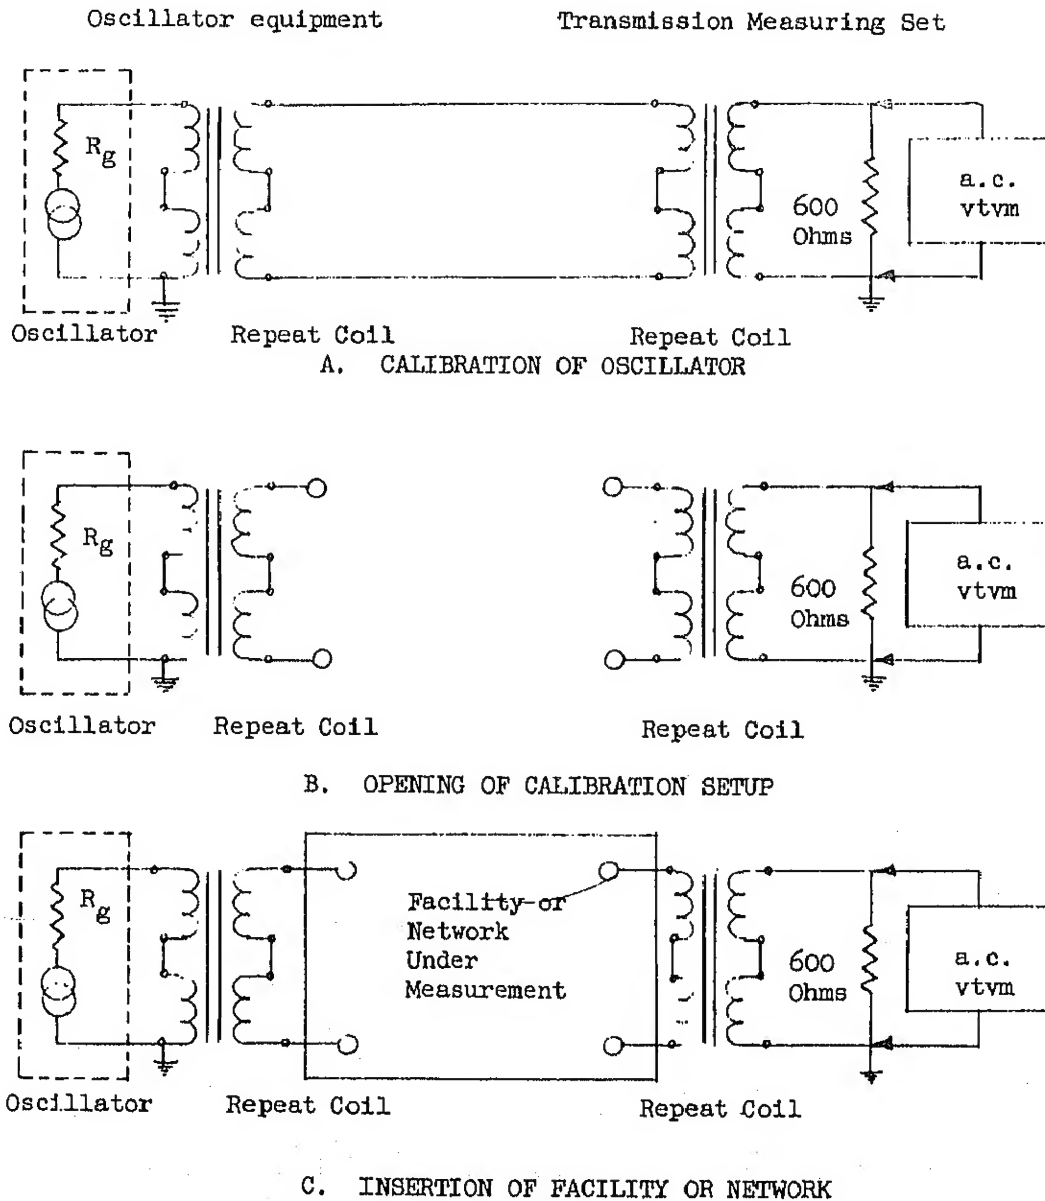 Oscillator equipment Transmission Measuring Set
Rg
600
Ohms
a.c.
vtvm
Oscillator Repeat Coil Repeat Coil
A. CALIBRATION OF OSCILLATOR
Rg
600
Ohms
a.c.
vtvm
Oscillator Repeat Coil Repeat Coil
B. OPENING OF CALIBRATION SETUP
Rg
Facility or
Network
Under
Measurement
600
Ohms
a.c.
vtvm
Oscillator Repeat Coil Repeat Coil
C. INSERTION OF FACILITY OR NETWORK